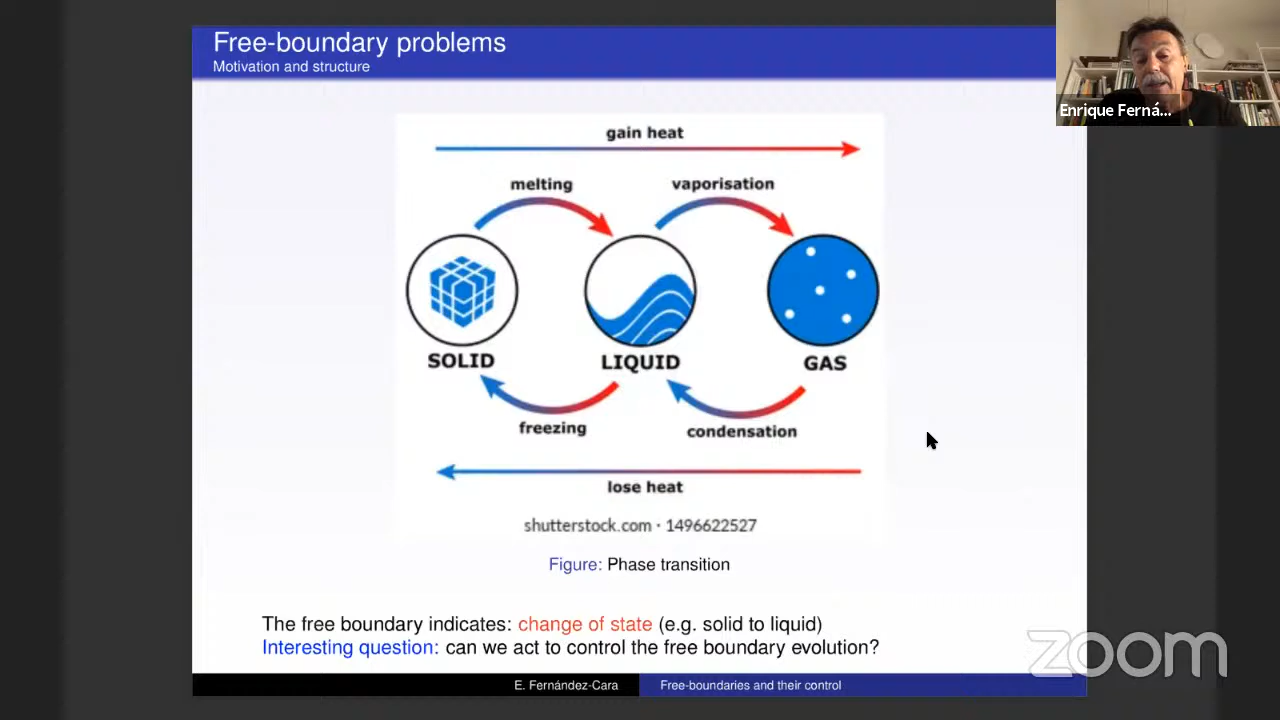 Free-boundary problems
Motivation and structure
Enrique Ferná...
gain heat
melting
vaporisation
SOLID
LIQUID
GAS
freezing
condensation
lose heat
shutterstock.com · 1496622527
Figure: Phase transition
The free boundary indicates: change of state (e.g. solid to liquid)
Interesting question: can we act to control the free boundary evolution?
zoom
E. Fernández-Cara
Free-boundaries and their control